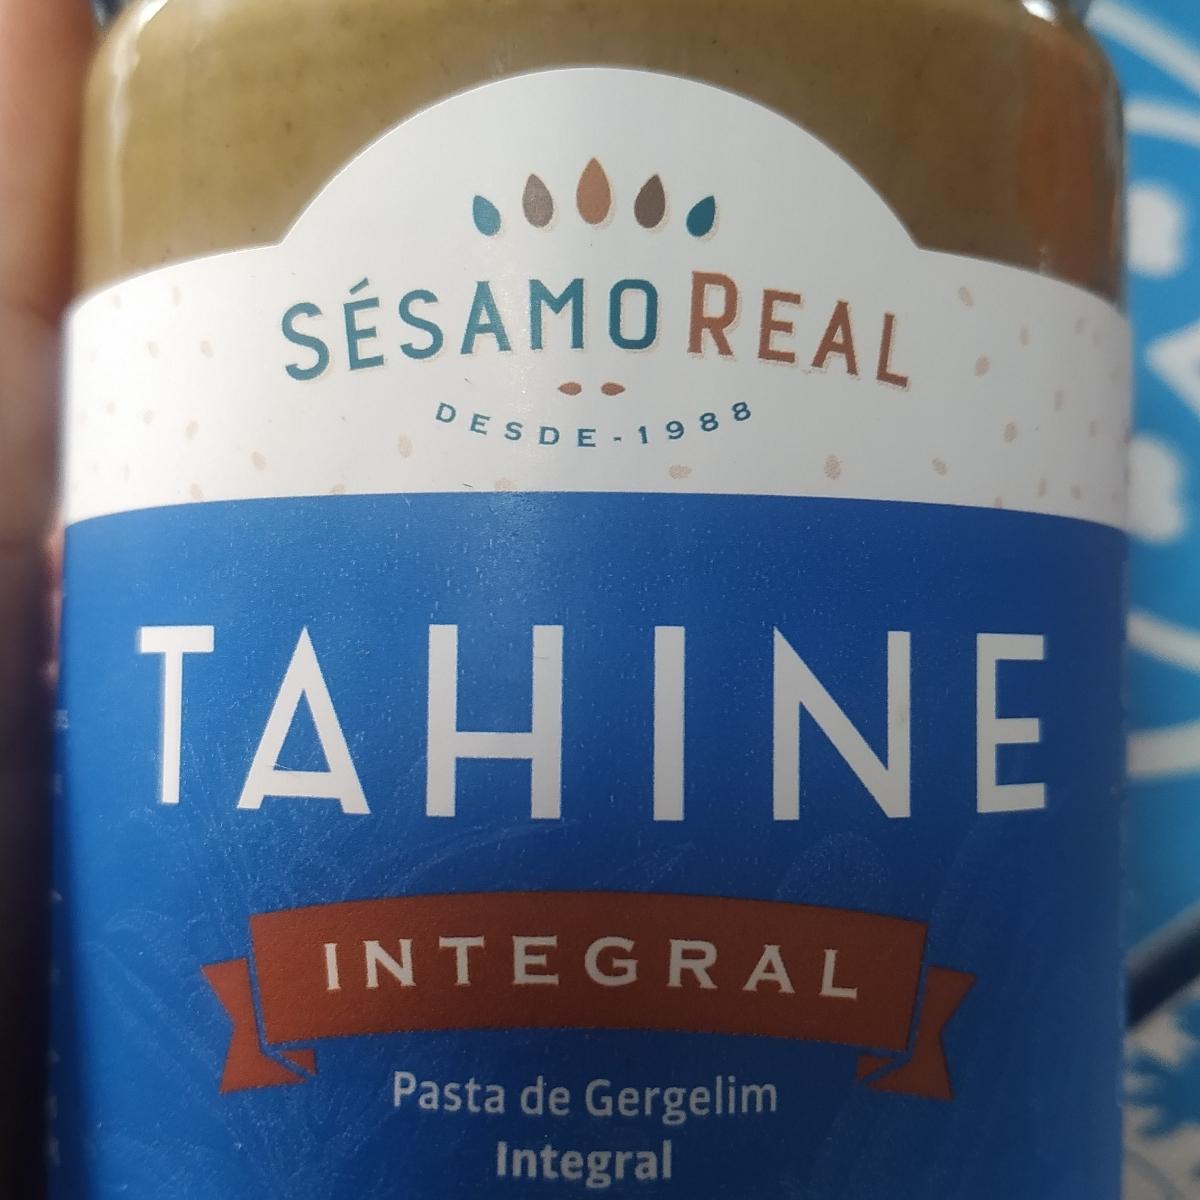 SÉSAMOREAL
DESDE-1988
TAHINE
INTEGRAL
Pasta de Gergelim
Integral